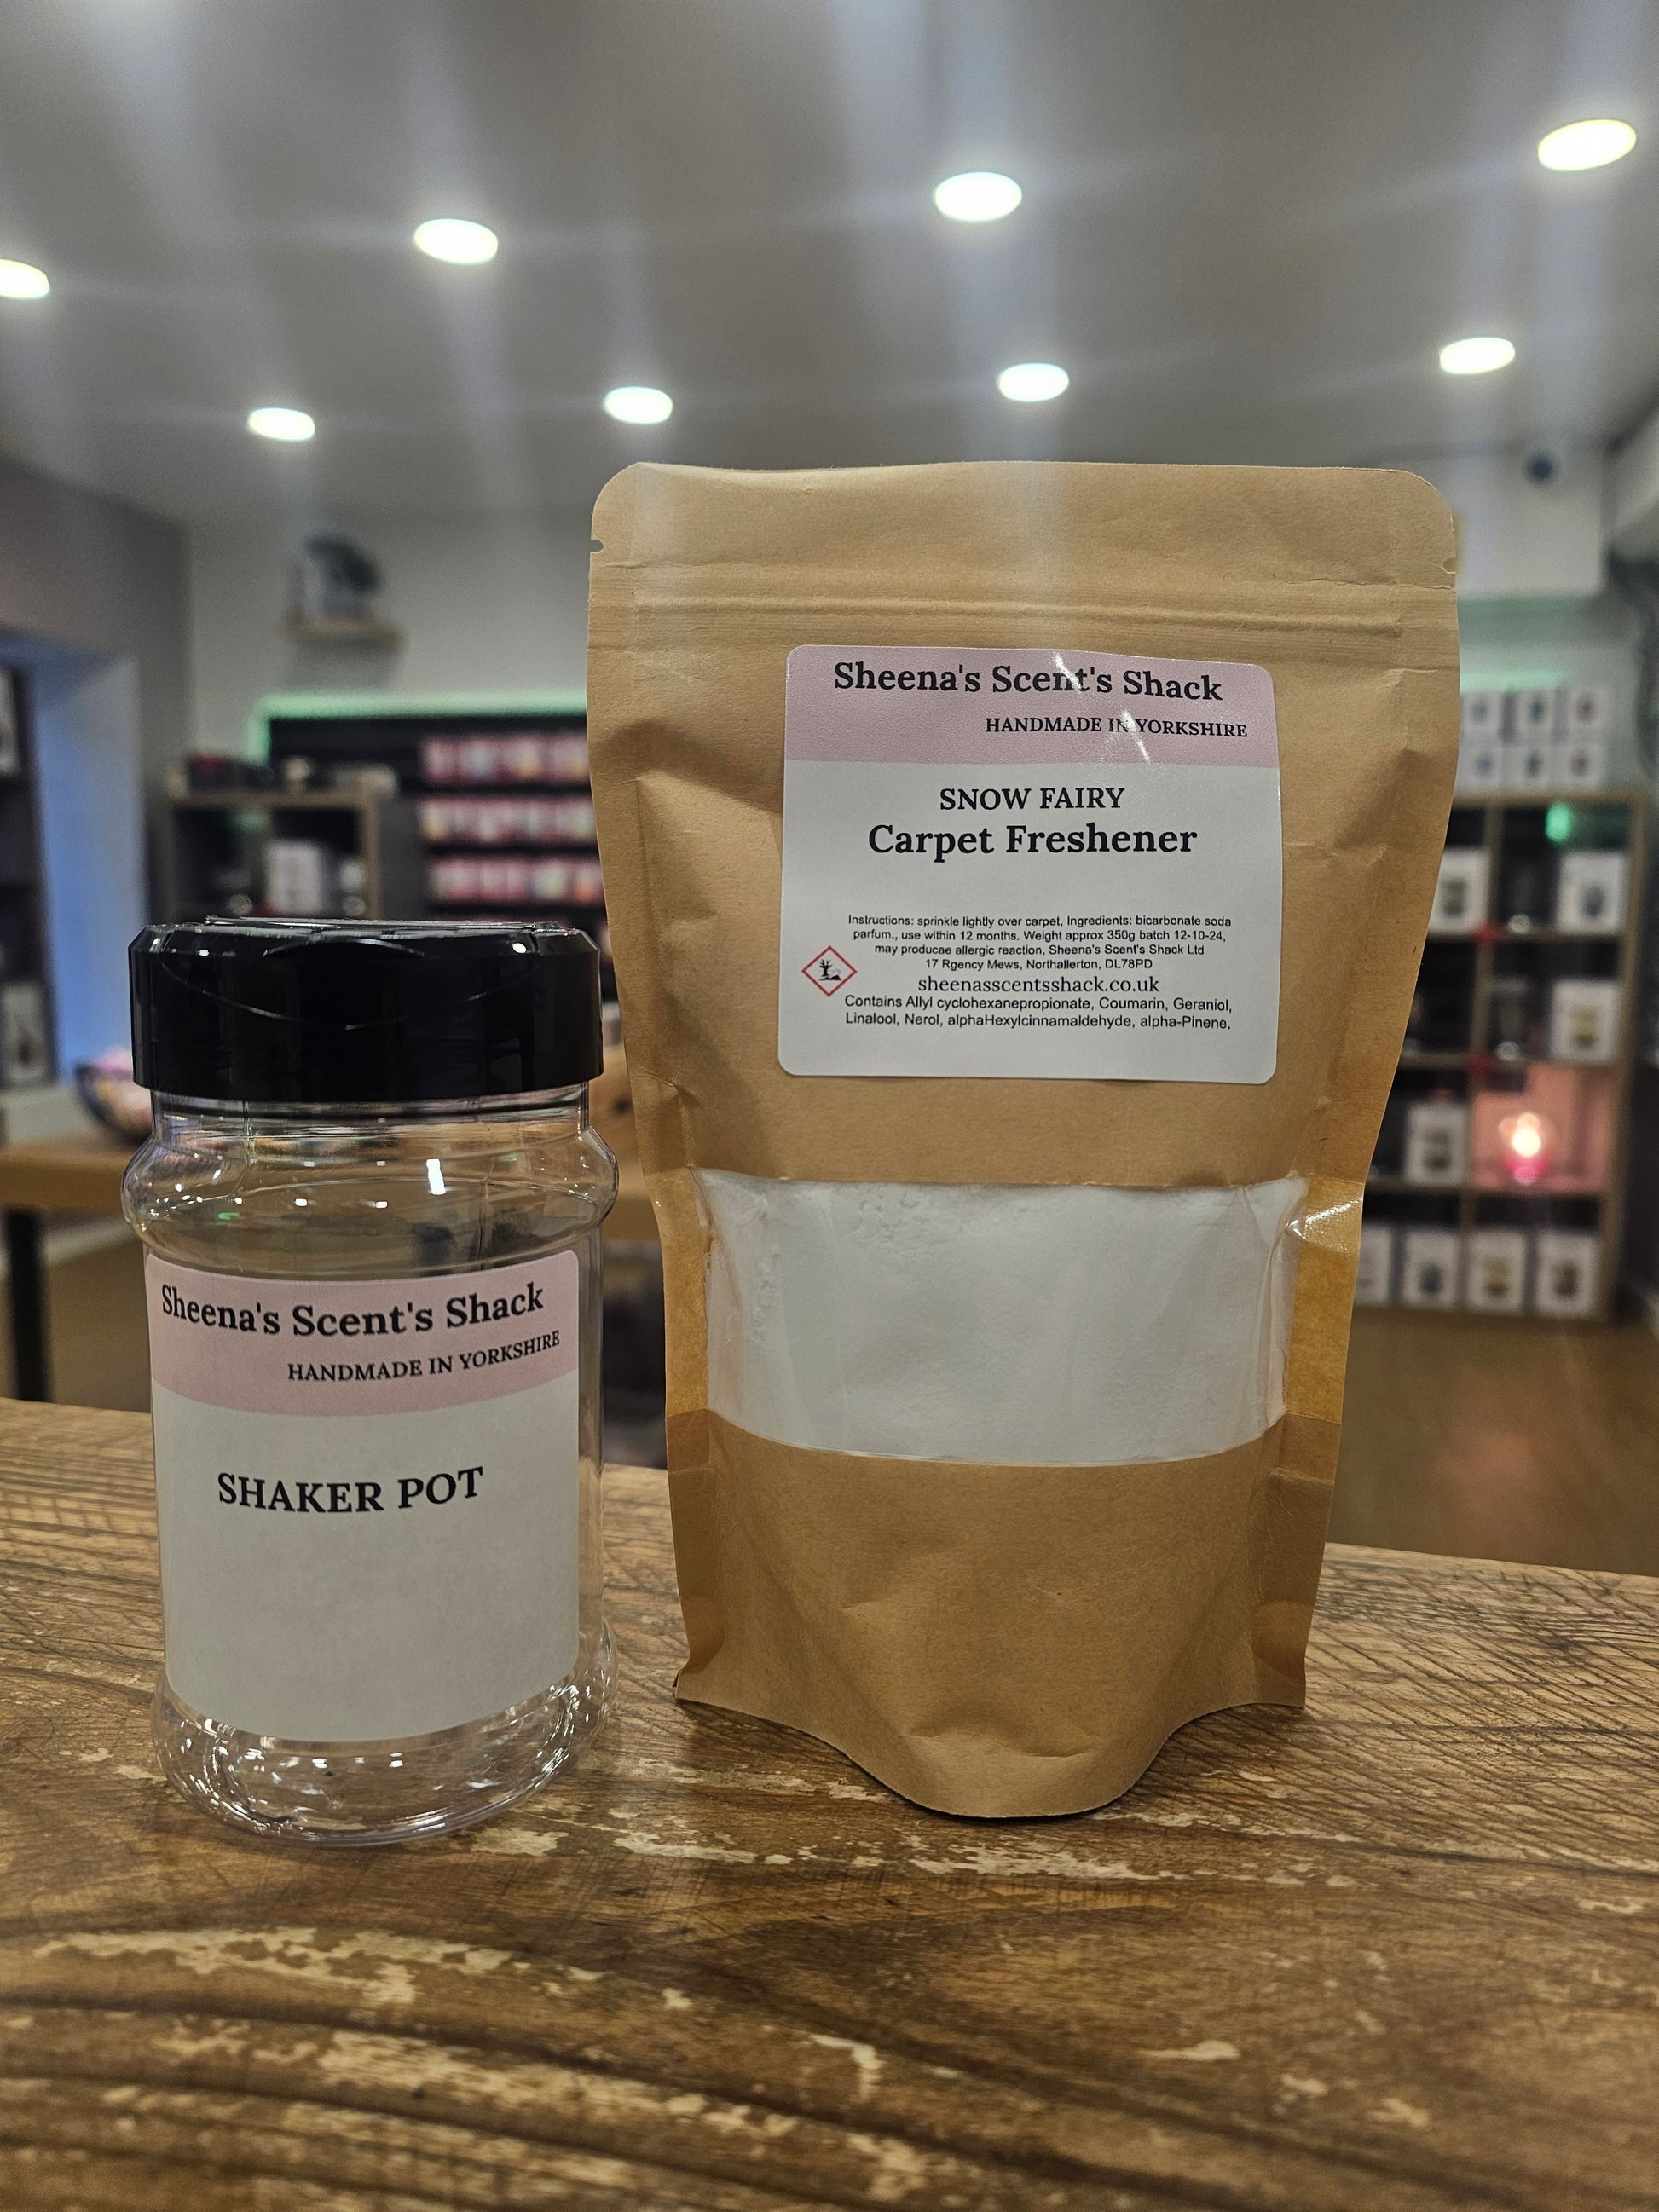 Sheena's Scent's Shack
HANDMADE IN YORKSHIRE
SNOW FAIRY
Carpet Freshener
Instructions: sprinkle lightly over carpet, Ingredients: bicarbonate soda
parfum., use within 12 months. Weight approx 350g batch 12-10-24,
may producae allergic reaction, Sheena's Scent's Shack Ltd
17 Rgency Mews, Northallerton, DL78PD
sheenasscentsshack.co.uk
Contains Allyl cyclohexanepropionate, Coumarin, Geraniol,
Linalool, Nerol, alphaHexylcinnamaldehyde, alpha-Pinene.
Sheena's Scent's Shack
HANDMADE IN YORKSHIRE
SHAKER POT